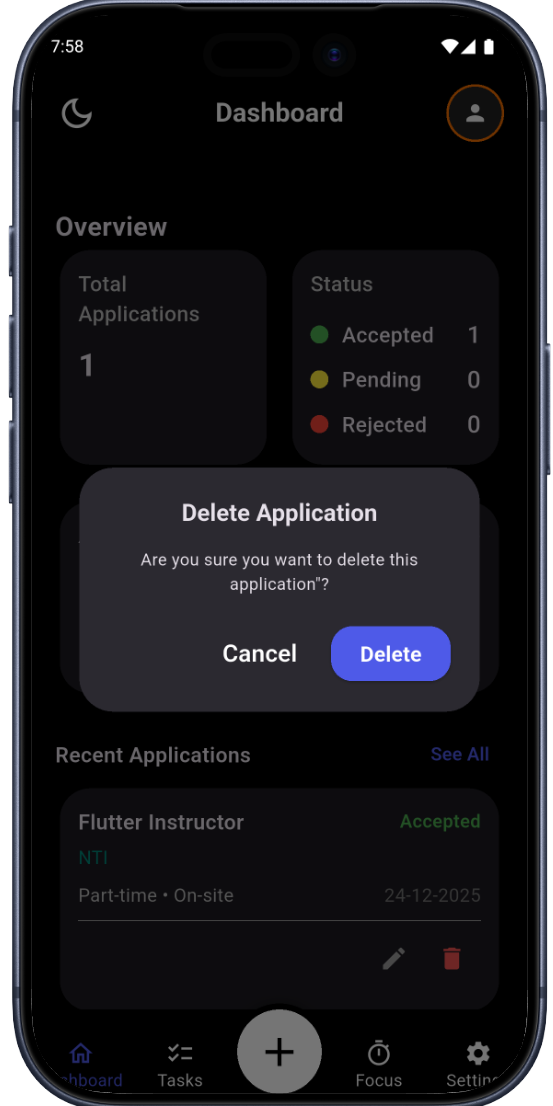 7:58
Dashboard
Overview
Total
Applications
1
Status
Accepted 1
Pending 0
Rejected 0
Delete Application
Are you sure you want to delete this
application"?
Cancel Delete
Recent Applications See All
Flutter Instructor Accepted
NTI
Part-time • On-site 24-12-2025
hboard Tasks Focus Settin